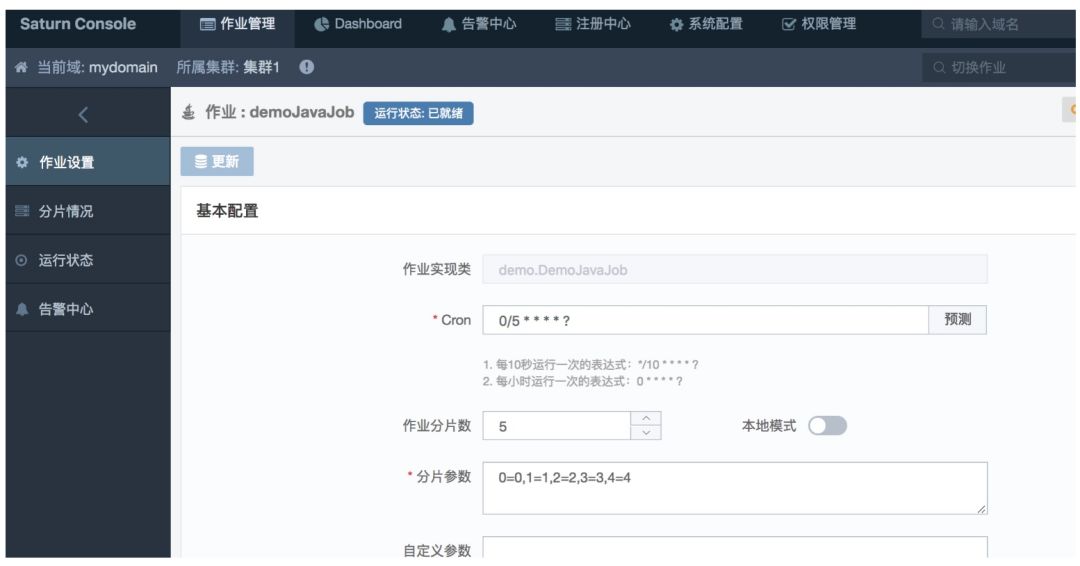 Saturn Console 作业管理 Dashboard 告警中心 注册中心 系统配置 权限管理 请输入域名
当前域: mydomain 所属集群: 集群1 切换作业
作业 : demoJavaJob 运行状态: 已就绪
作业设置
更新
分片情况
基本配置
运行状态
作业实现类 demo.DemoJavaJob
告警中心
* Cron 0/5 * * * * ? 预测
1. 每10秒运行一次的表达式: */10 * * * * ?
2. 每小时运行一次的表达式: 0 * * * * ?
作业分片数 5 本地模式
* 分片参数 0=0,1=1,2=2,3=3,4=4
自定义参数